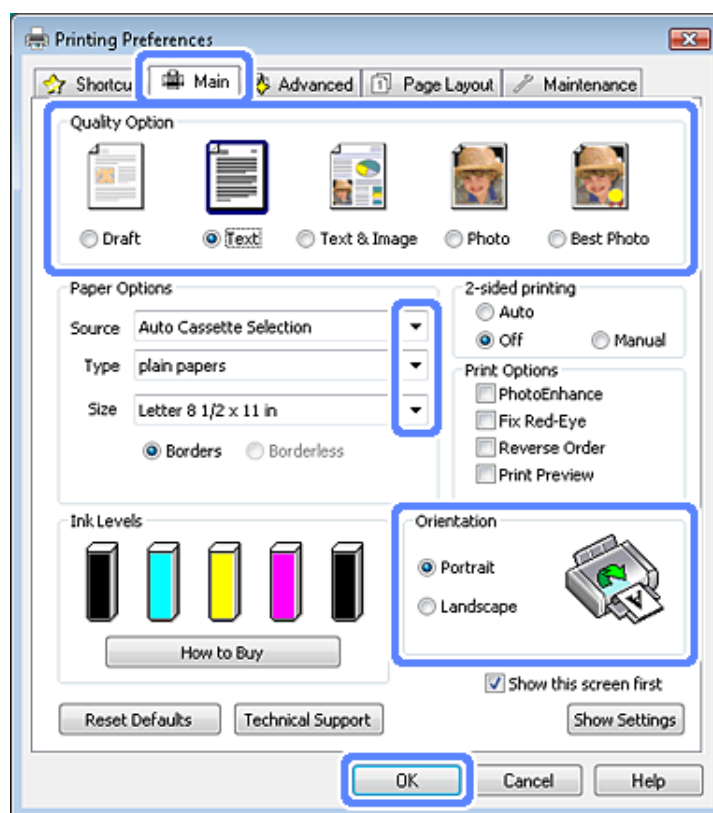 Printing Preferences
Shortcu Main Advanced Page Layout Maintenance
Quality Option
Draft Text Text & Image Photo Best Photo
Paper Options
Source Auto Cassette Selection
Type plain papers
Size Letter 8 1/2 x 11 in
Borders Borderless
2-sided printing
Auto
Off Manual
Print Options
PhotoEnhance
Fix Red-Eye
Reverse Order
Print Preview
Ink Levels
How to Buy
Orientation
Portrait
Landscape
A
Show this screen first
Reset Defaults Technical Support Show Settings
OK Cancel Help